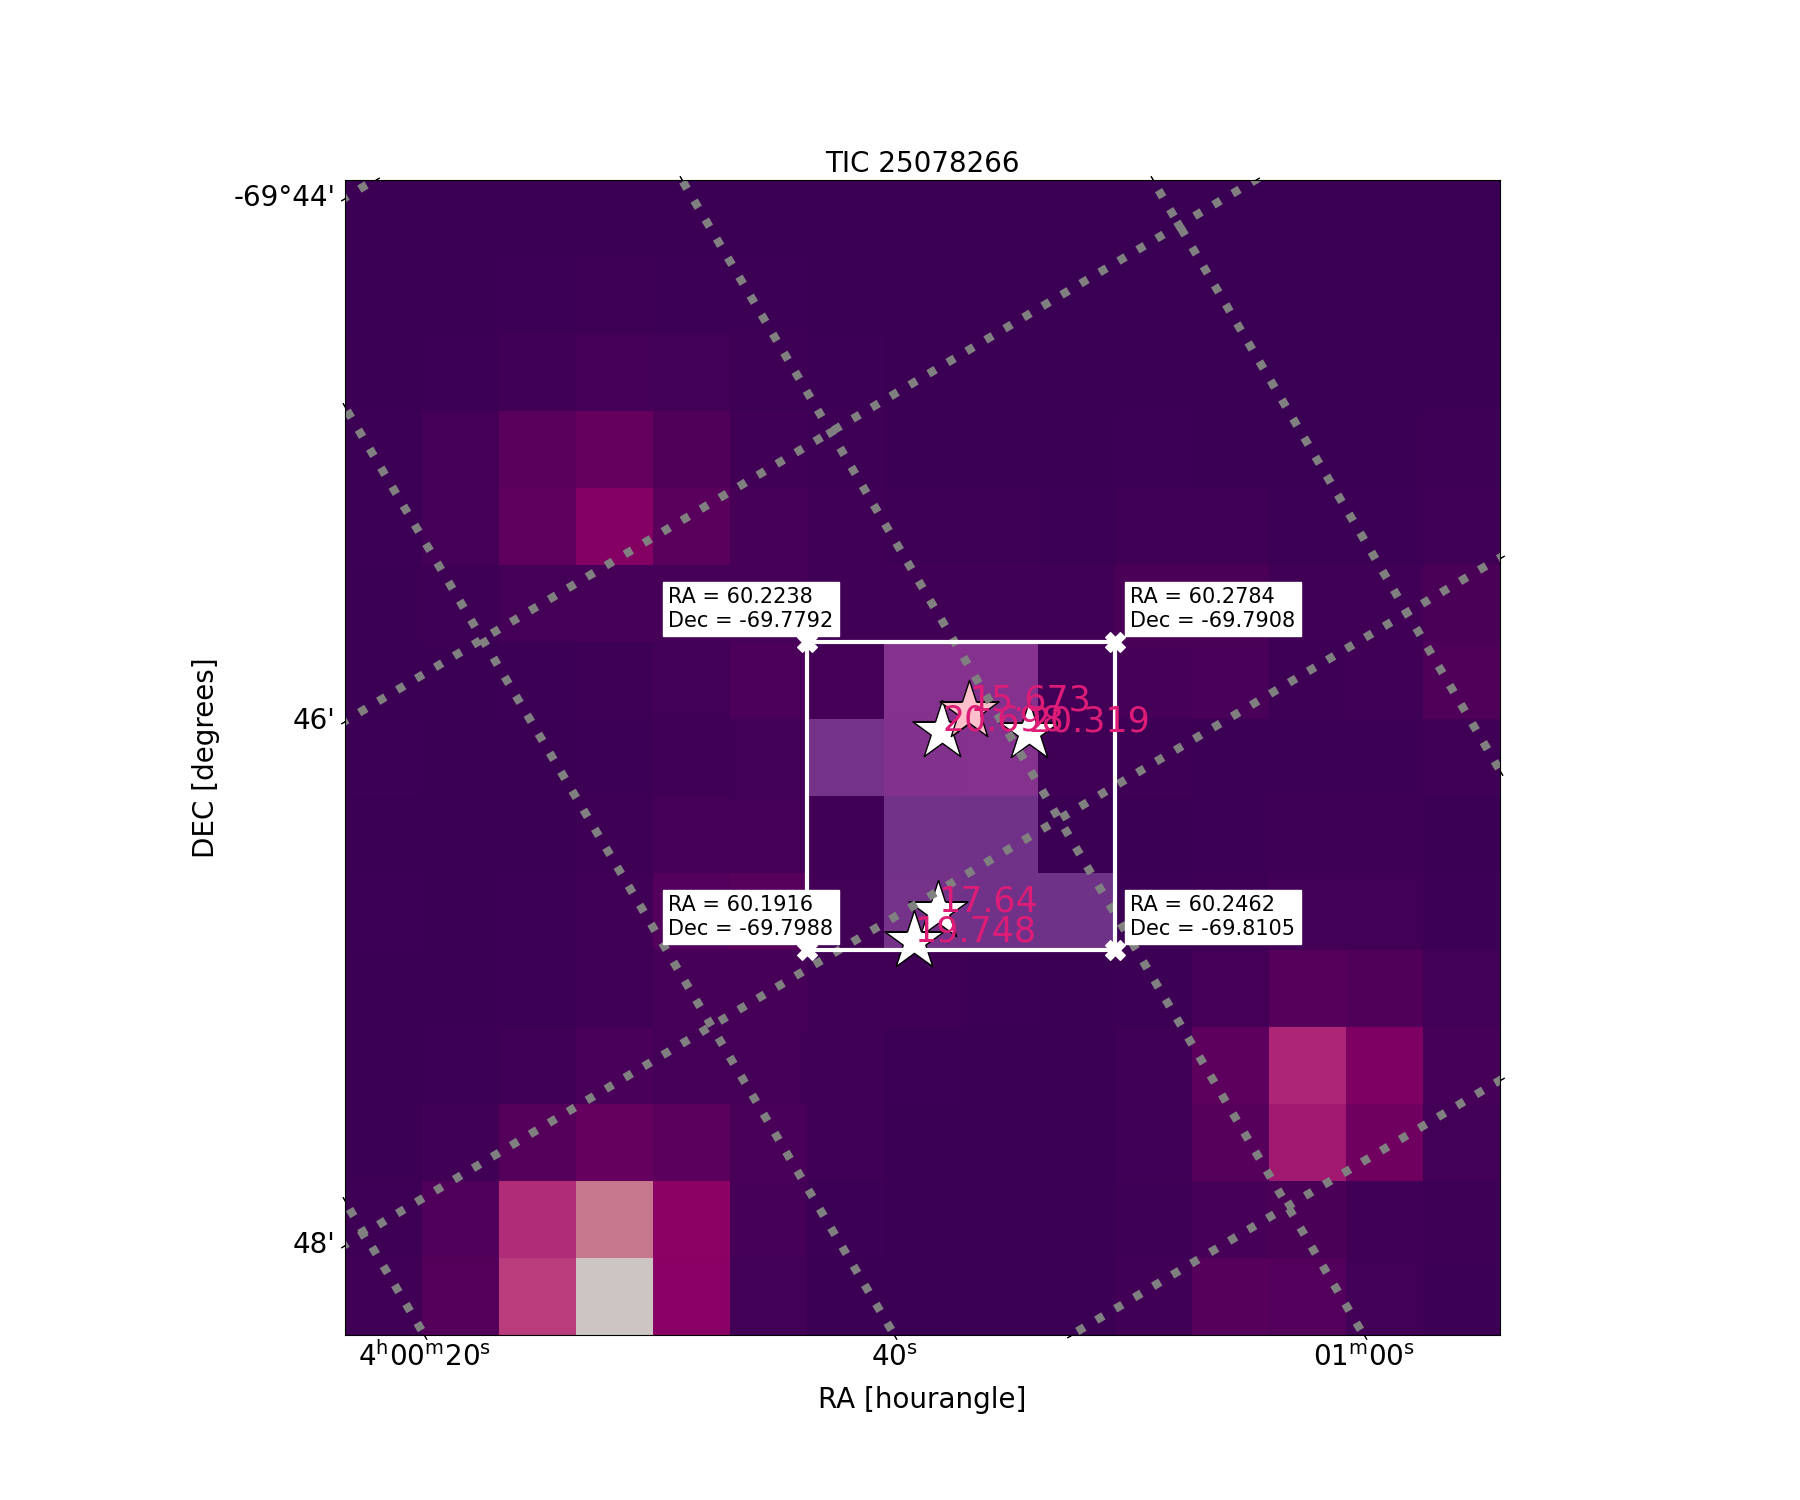 TIC 25078266
-69°44'
RA = 60.2238
Dec = -69.7792
RA = 60.2784
Dec = -69.7908
15.673
20.698
20.319
46'
DEC [degrees]
17.64
19.748
RA = 60.1916
Dec = -69.7988
RA = 60.2462
Dec = -69.8105
48'
4h00m20s
40s
01m00s
RA [hourangle]